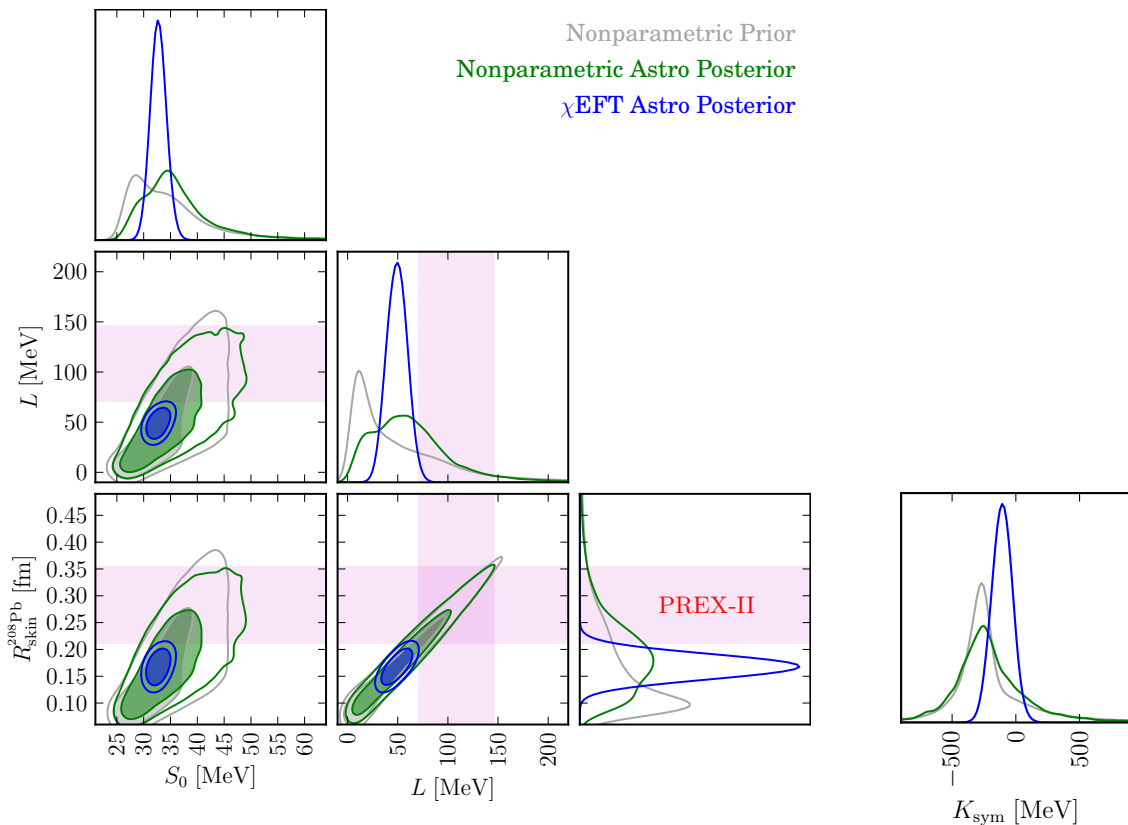 Nonparametric Prior
Nonparametric Astro Posterior
χEFT Astro Posterior
200
150
100
50
0
L [MeV]
0.45
0.40
0.35
0.30
0.25
0.20
0.15
0.10
R_skin^208Pb [fm]
PREX-II
25 30 35 40 45 50 55 60
S_0 [MeV]
0 50 100 150 200
L [MeV]
−500 0 500
K_sym [MeV]